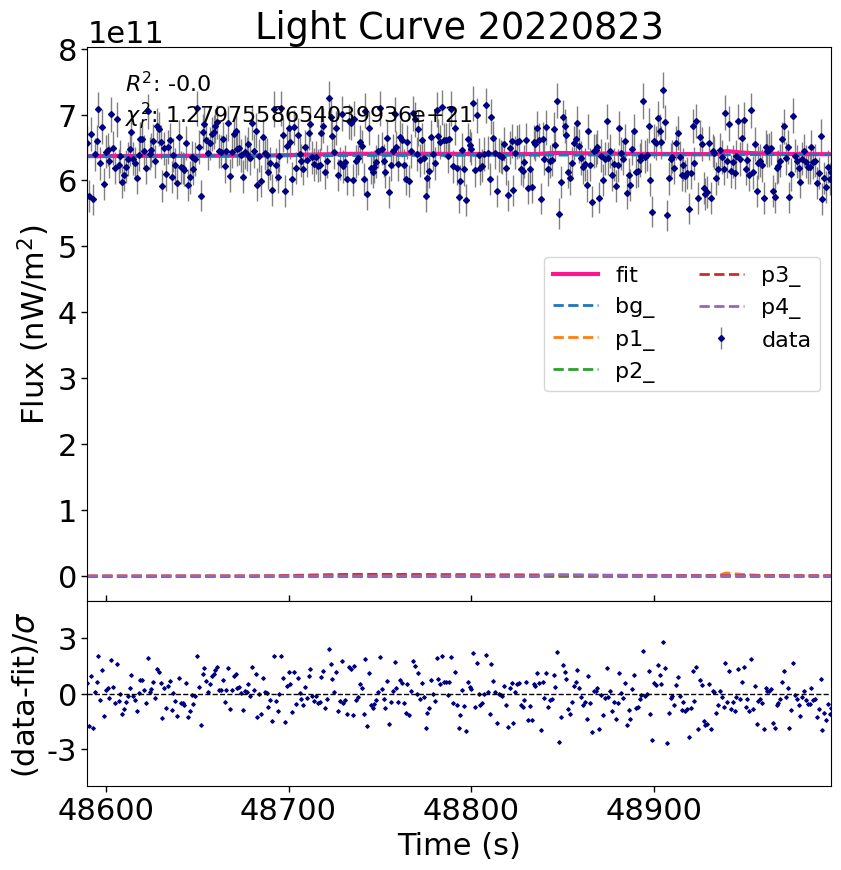 Light Curve 20220823
1e11
R²: -0.0
χ²ᵣ: 1.2797558654039936e+21
8
7
6
5
4
3
2
1
0
Flux (nW/m²)
fit
bg_
p1_
p2_
p3_
p4_
data
3
0
-3
(data-fit)/σ
48600 48700 48800 48900
Time (s)